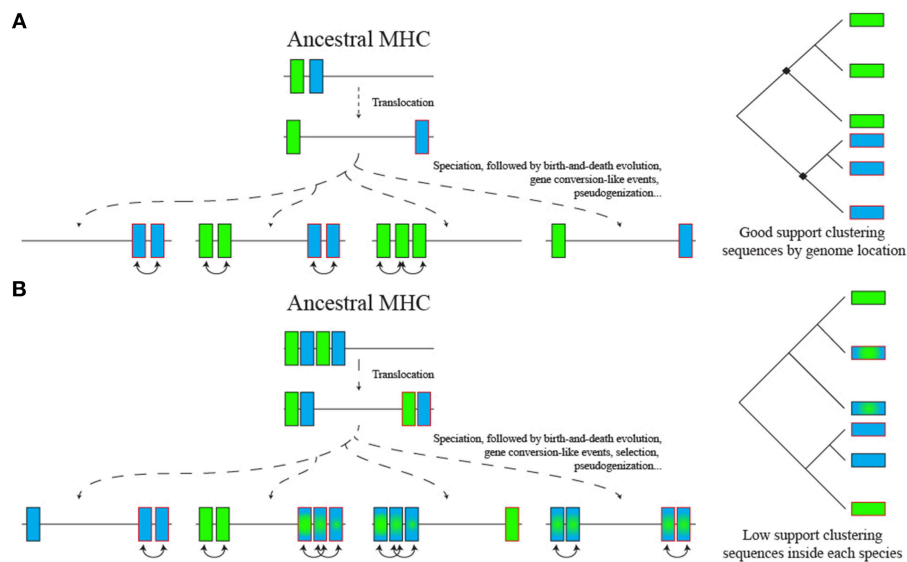 A
Ancestral MHC
Translocation
Speciation, followed by birth-and-death evolution,
gene conversion-like events,
pseudogenization...
Good support clustering
sequences by genome location
B
Ancestral MHC
Translocation
Speciation, followed by birth-and-death evolution,
gene conversion-like events, selection,
pseudogenization...
Low support clustering
sequences inside each species